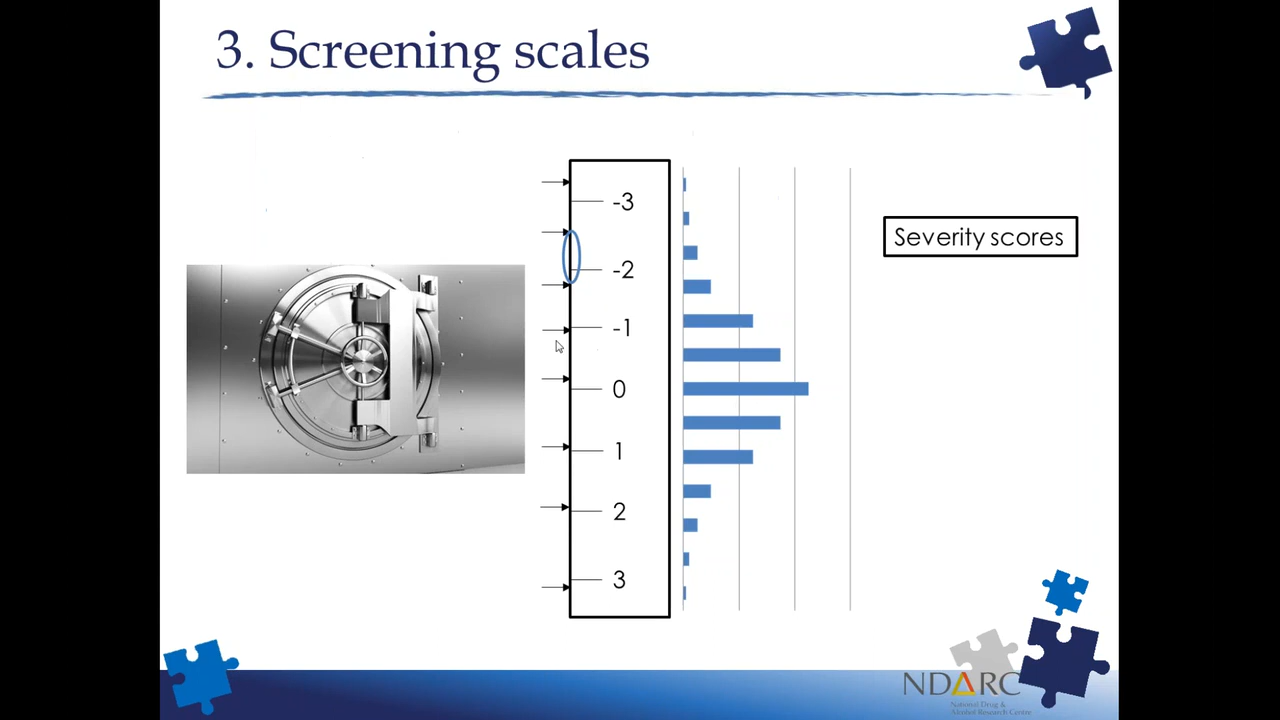 3. Screening scales
-3
-2
-1
0
1
2
3
Severity scores
NDARC
National Drug &
Alcohol Research Centre